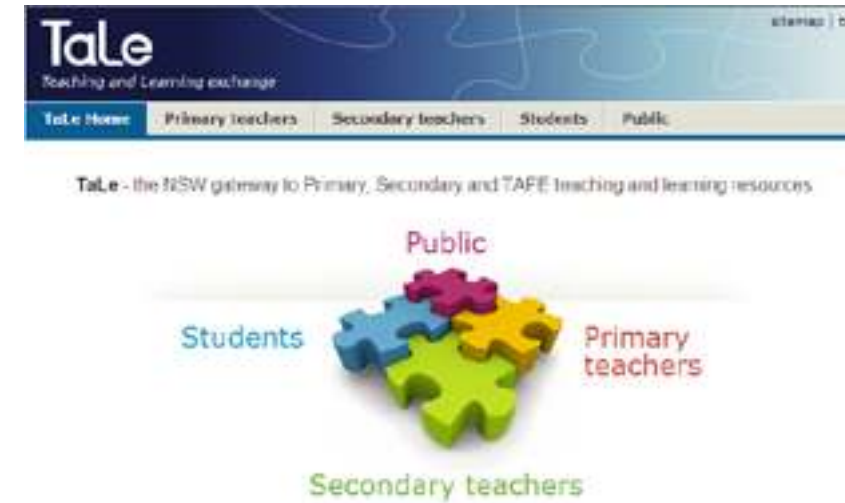 TaLe
Teaching and Learning exchange
sitemap |
TaLe Home Primary teachers Secondary teachers Students Public
TaLe - the NSW gateway to Primary, Secondary and TAFE teaching and learning resources
Public
Students
Primary
teachers
Secondary teachers